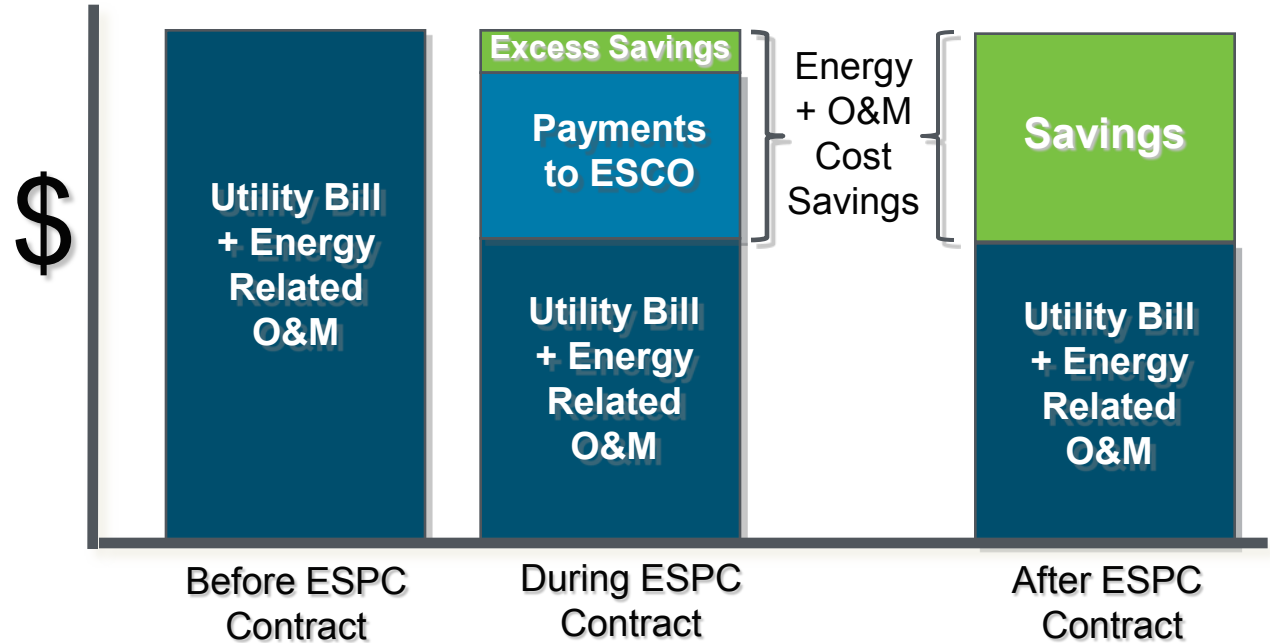 $
Utility Bill
+ Energy
Related
O&M
Excess Savings
Payments
to ESCO
Utility Bill
+ Energy
Related
O&M
Energy
+ O&M
Cost
Savings
Savings
Utility Bill
+ Energy
Related
O&M
Before ESPC
Contract
During ESPC
Contract
After ESPC
Contract